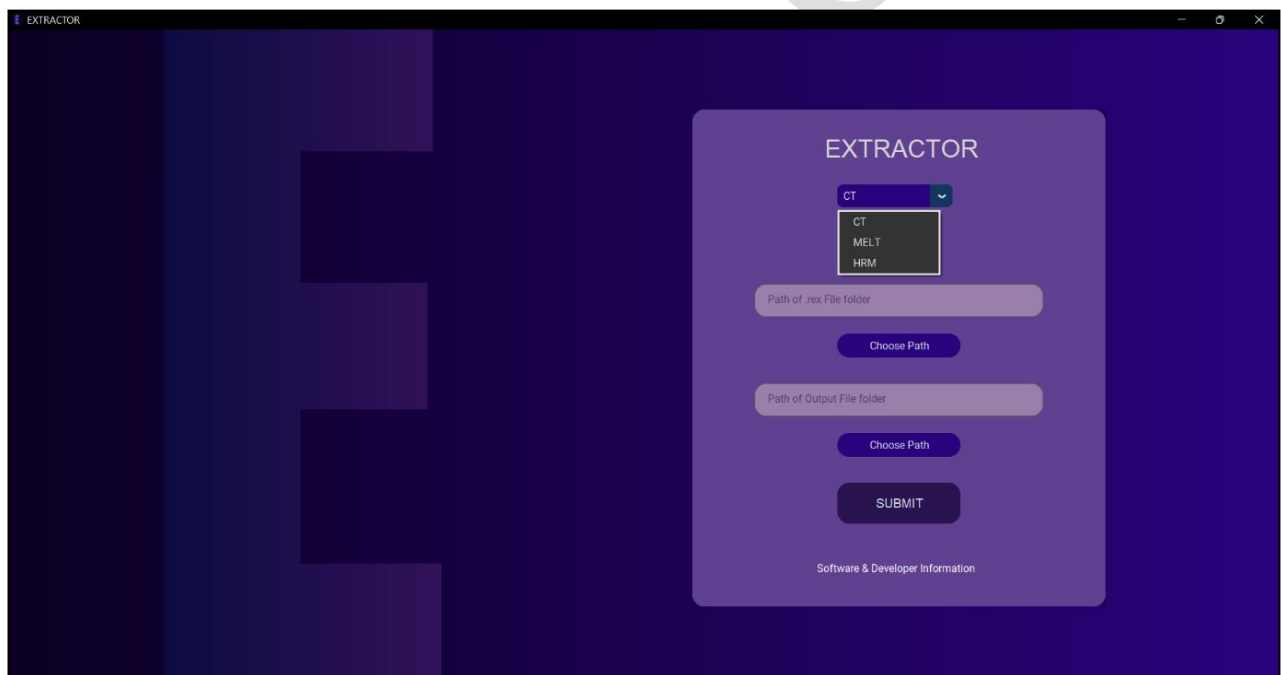 EXTRACTOR
EXTRACTOR
CT
CT
MELT
HRM
Path of .rex File folder
Choose Path
Path of Output File folder
Choose Path
SUBMIT
Software & Developer Information